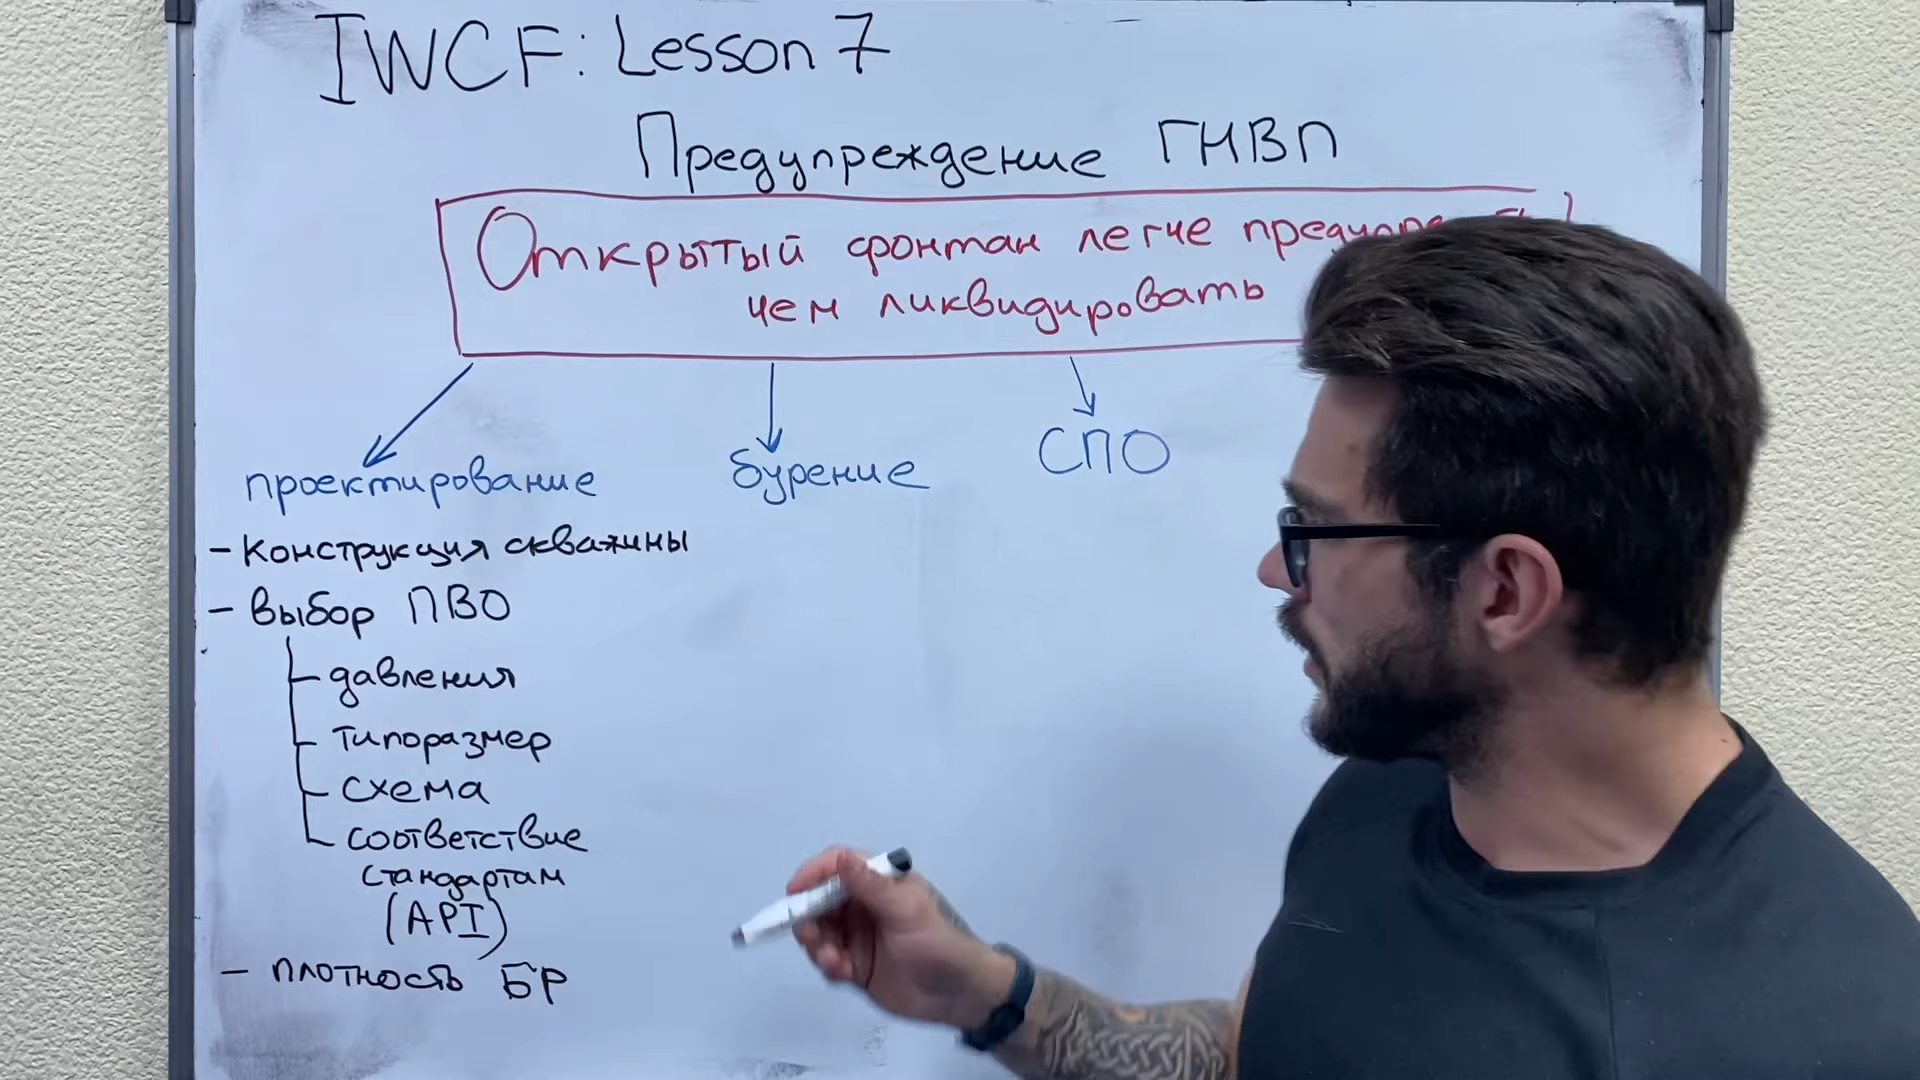 IWCF: Lesson 7
Предупреждение ГНВП
Открытый фонтан легче
чем ликвидировать
проектирование
бурение
СПО
- Конструкция скважины
- выбор ПВО
давления
типоразмер
схема
соответствие
стандартам
(API)
- плотность БР